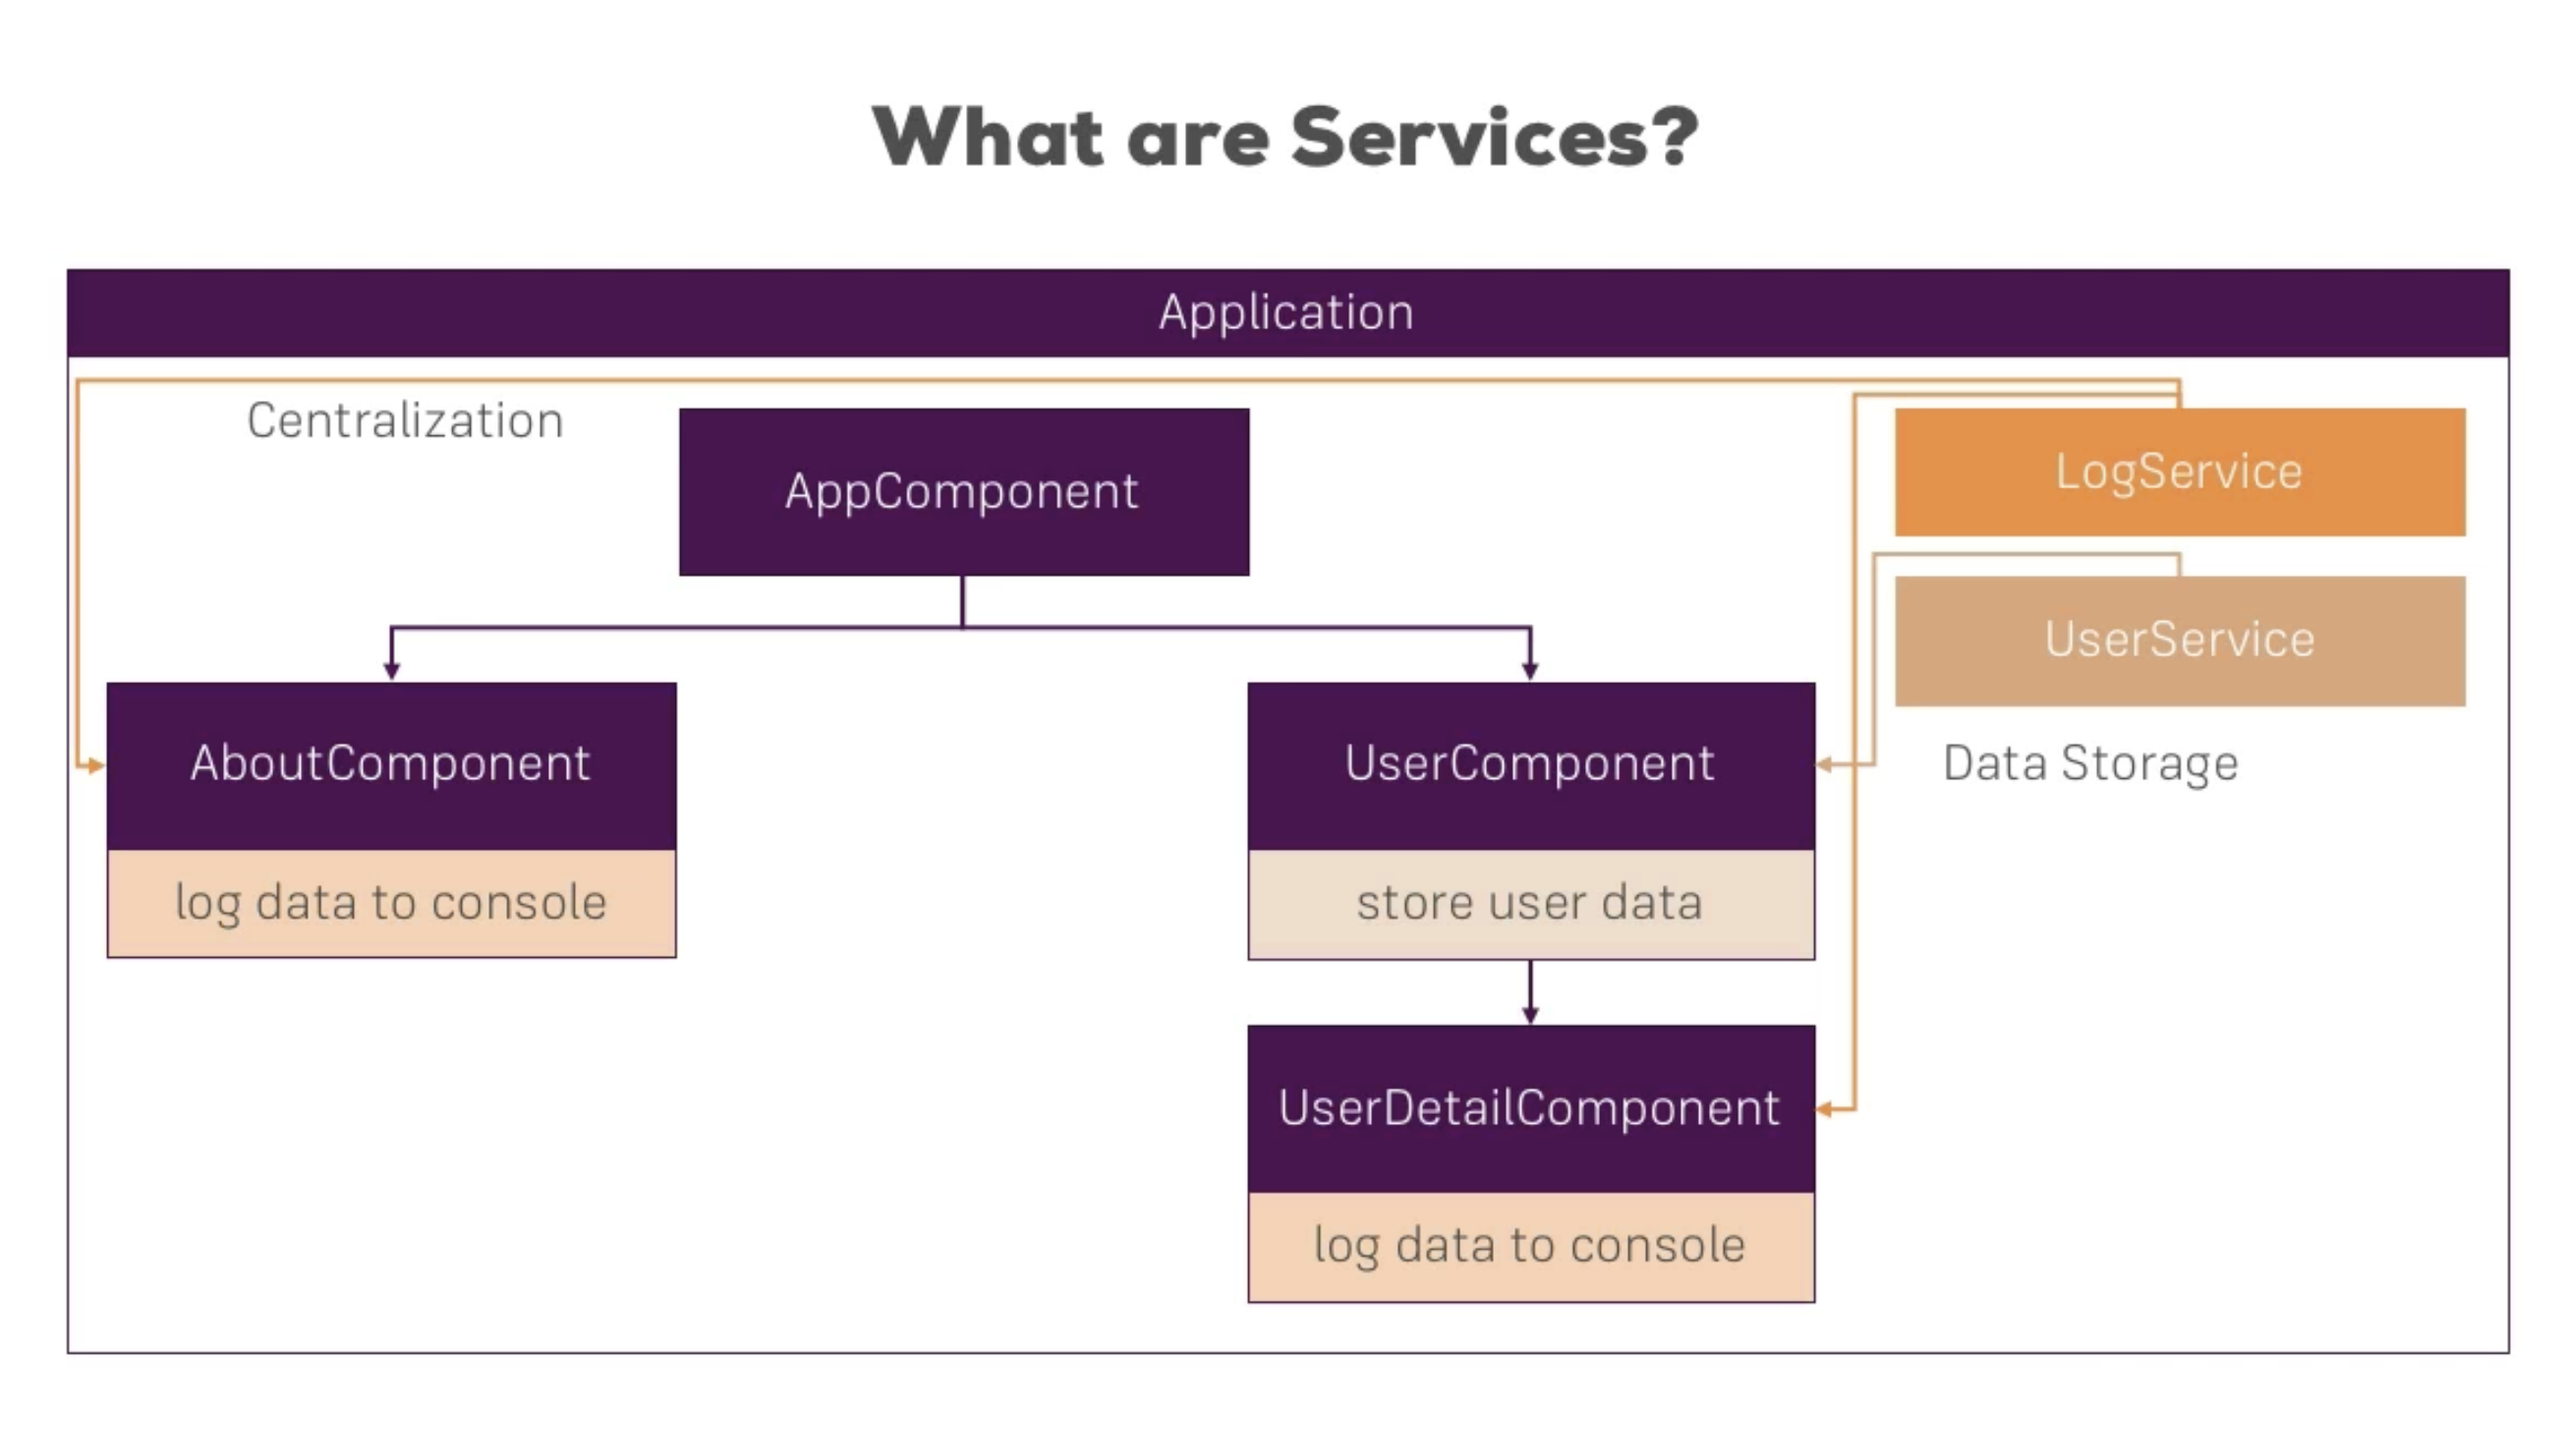 What are Services?
Application
Centralization
AppComponent
LogService
UserService
AboutComponent
UserComponent
Data Storage
log data to console
store user data
UserDetailComponent
log data to console